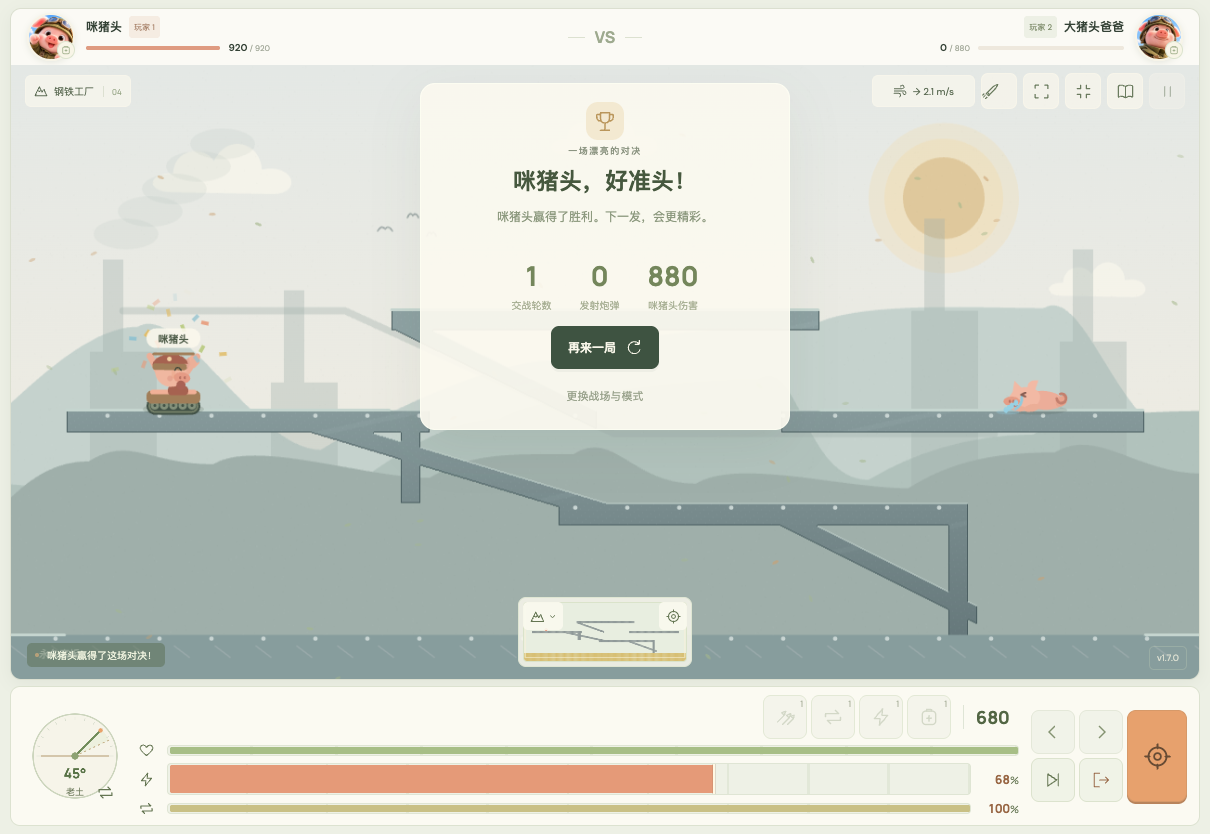 咪猪头 玩家 1
920 / 920
VS
玩家 2 大猪头爸爸
0 / 880
钢铁工厂 04
→ 2.1 m/s
一场漂亮的对决
咪猪头，好准头！
咪猪头赢得了胜利。下一发，会更精彩。
1 0 880
交战轮数 发射炮弹 咪猪头伤害
再来一局
更换战场与模式
咪猪头
咪猪头赢得了这场对决！
v1.7.0
1 1 1 1
680
45°
老土
68%
100%